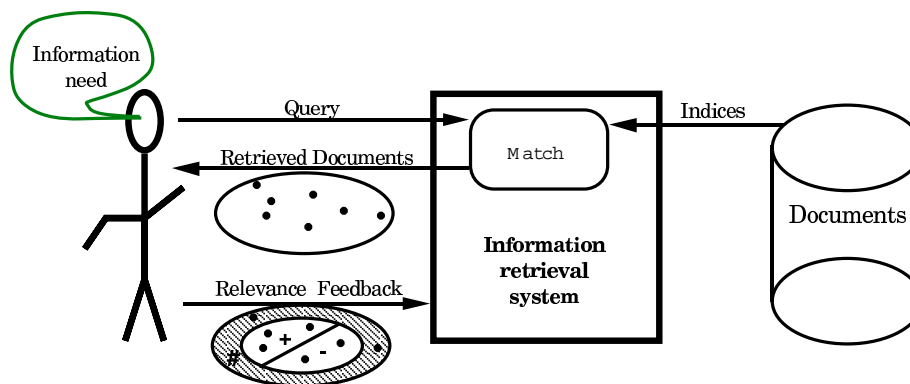 Information
need
Query
Indices
Match
Retrieved Documents
Documents
Information
retrieval
system
Relevance Feedback
+
-
#